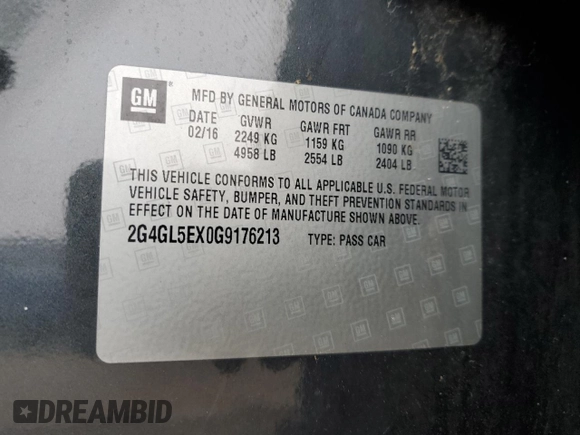 GM
MFD BY GENERAL MOTORS OF CANADA COMPANY
DATE GVWR GAWR FRT GAWR RR
02/16 2249 KG 1159 KG 1090 KG
4958 LB 2554 LB 2404 LB
THIS VEHICLE CONFORMS TO ALL APPLICABLE U.S. FEDERAL MOTOR
VEHICLE SAFETY, BUMPER, AND THEFT PREVENTION STANDARDS IN
EFFECT ON THE DATE OF MANUFACTURE SHOWN ABOVE.
2G4GL5EX0G9176213 TYPE: PASS CAR
DREAMBID